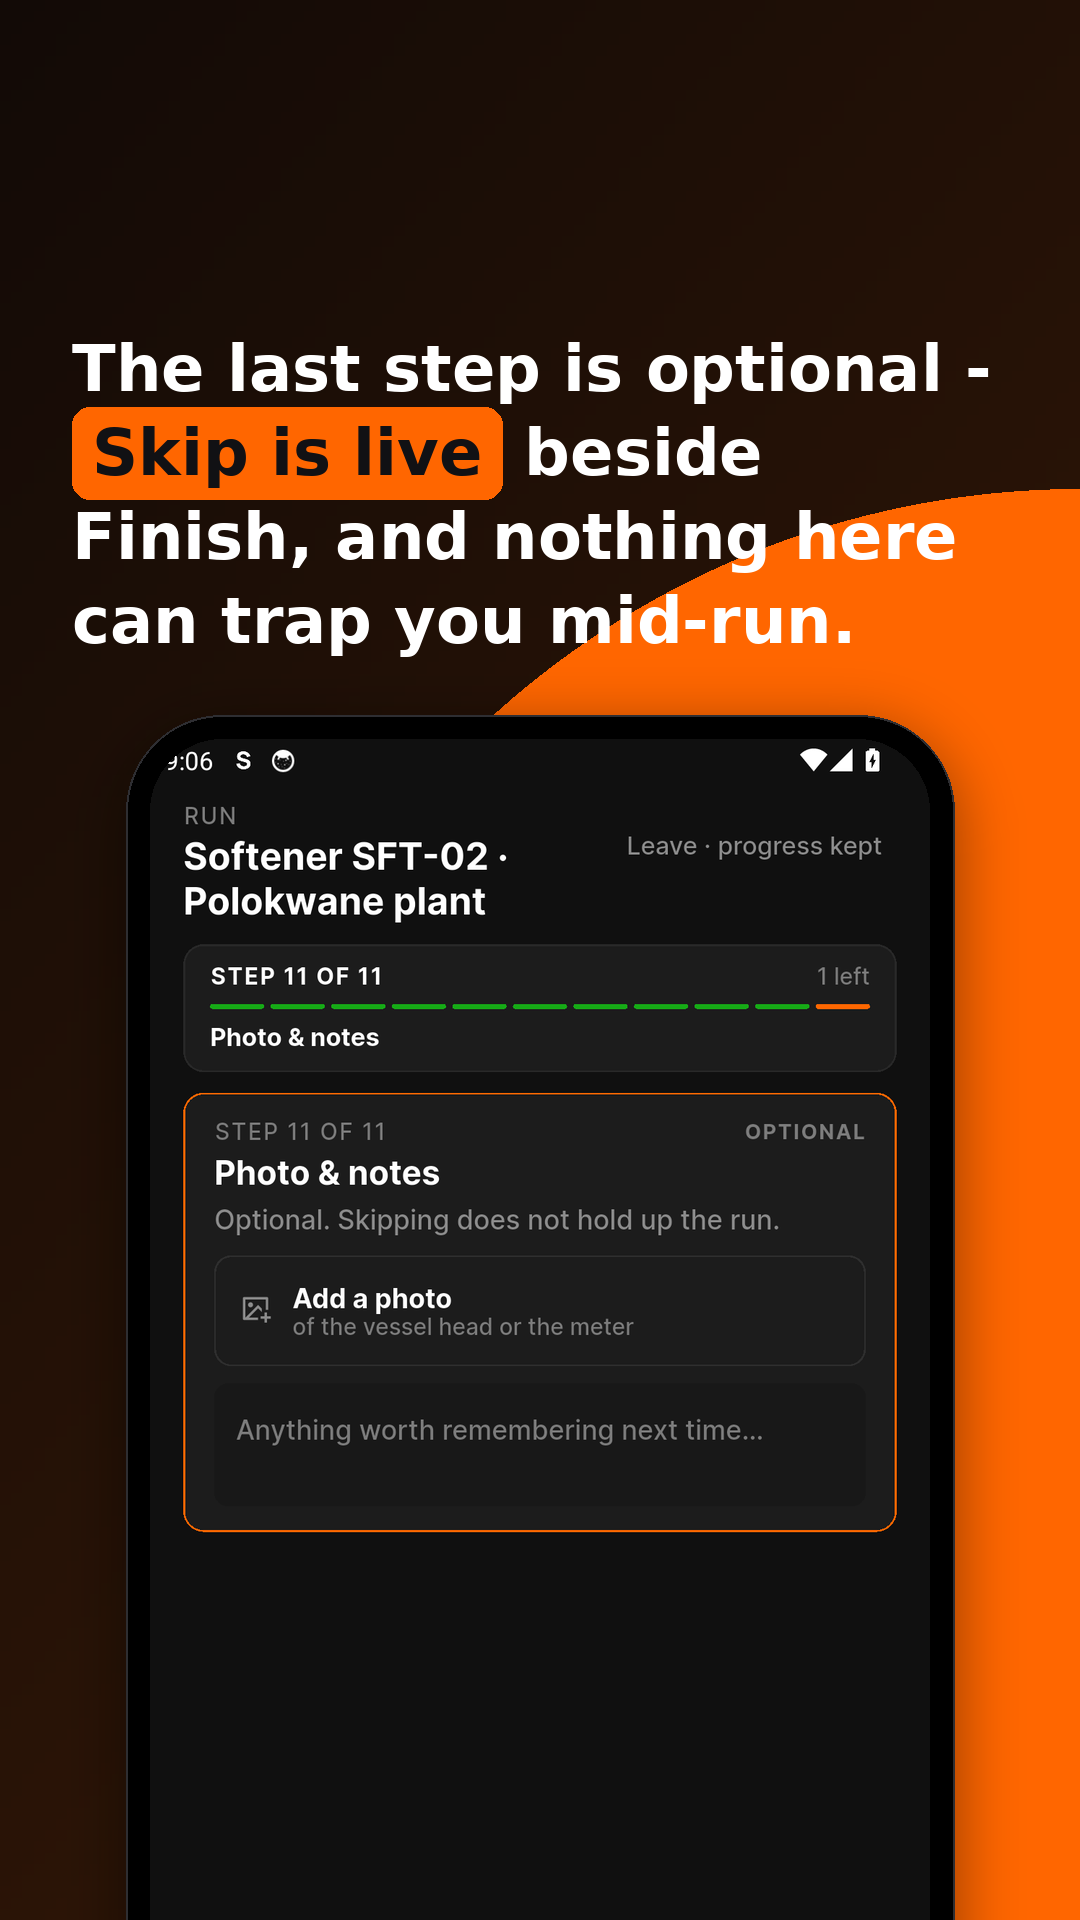 The last step is optional -
Skip is live beside
Finish, and nothing here
can trap you mid-run.
9:06 S
RUN
Softener SFT-02 ·
Polokwane plant
Leave · progress kept
STEP 11 OF 11
1 left
Photo & notes
STEP 11 OF 11
OPTIONAL
Photo & notes
Optional. Skipping does not hold up the run.
Add a photo
of the vessel head or the meter
Anything worth remembering next time...